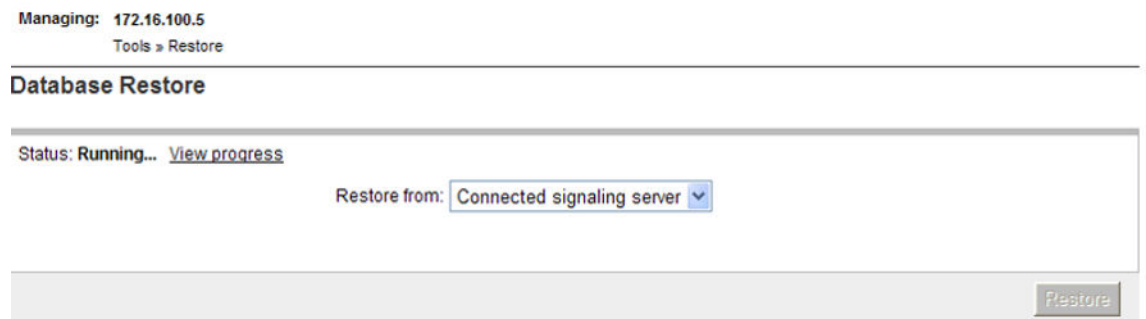 Managing: 172.16.100.5
Tools » Restore
Database Restore
Status: Running... View progress
Restore from: Connected signaling server
Restore